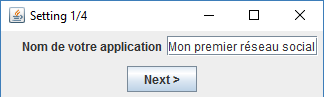 Setting 1/4
Nom de votre application Mon premier réseau social
Next >